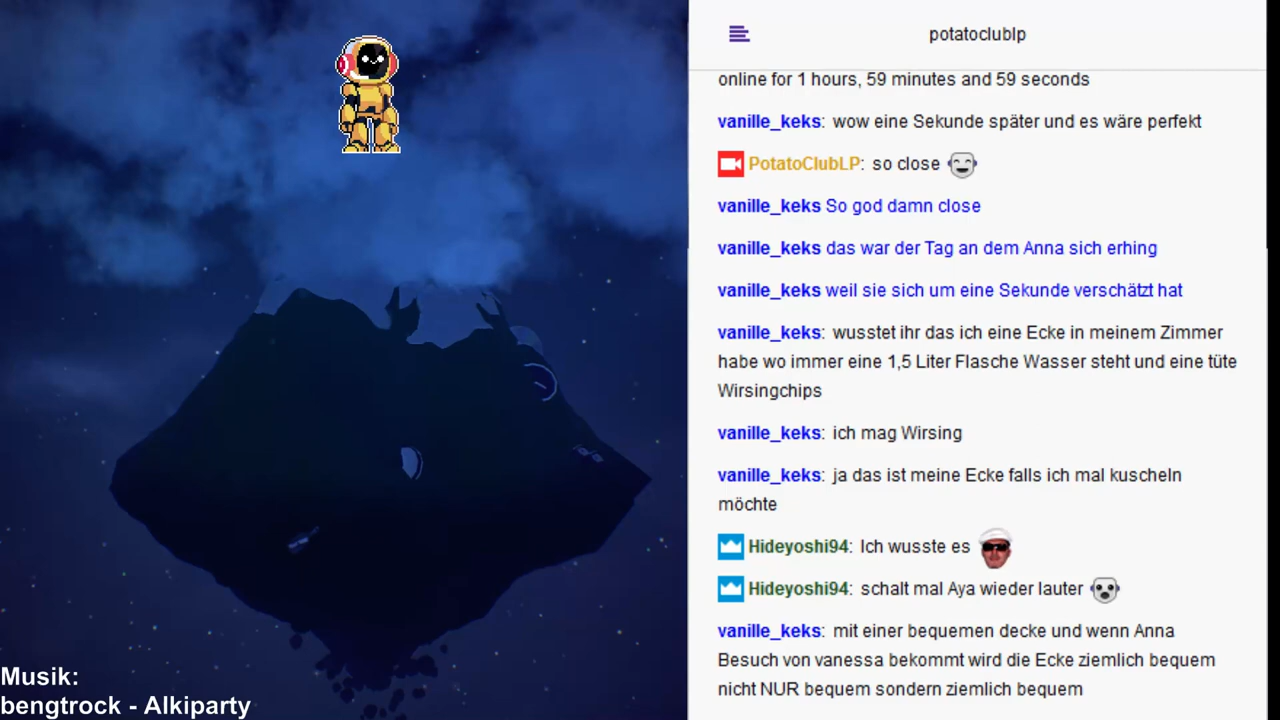 potatoclublp
online for 1 hours, 59 minutes and 59 seconds
vanille_keks: wow eine Sekunde später und es wäre perfekt
PotatoClubLP: so close
vanille_keks So god damn close
vanille_keks das war der Tag an dem Anna sich erhing
vanille_keks weil sie sich um eine Sekunde verschätzt hat
vanille_keks: wusstet ihr das ich eine Ecke in meinem Zimmer
habe wo immer eine 1,5 Liter Flasche Wasser steht und eine tüte
Wirsingchips
vanille_keks: ich mag Wirsing
vanille_keks: ja das ist meine Ecke falls ich mal kuscheln
möchte
Hideyoshi94: Ich wusste es
Hideyoshi94: schalt mal Aya wieder lauter
vanille_keks: mit einer bequemen decke und wenn Anna
Besuch von vanessa bekommt wird die Ecke ziemlich bequem
nicht NUR bequem sondern ziemlich bequem
Musik:
bengtrock - Alkiparty